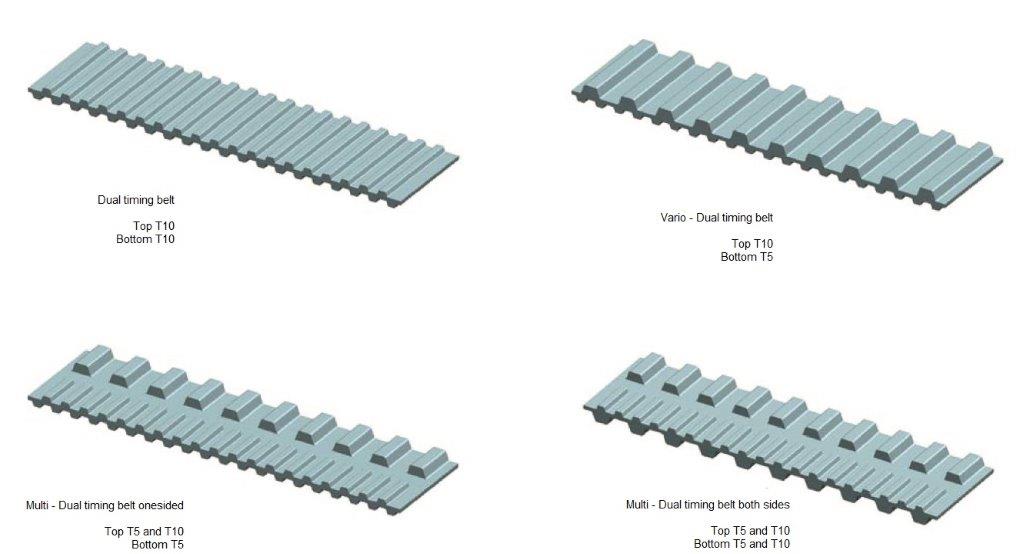 Dual timing belt
Top T10
Bottom T10
Vario - Dual timing belt
Top T10
Bottom T5
Multi - Dual timing belt onesided
Top T5 and T10
Bottom T5
Multi - Dual timing belt both sides
Top T5 and T10
Bottom T5 and T10